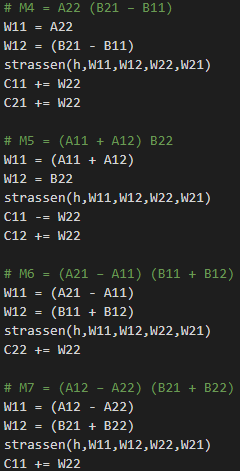 # M4 = A22 (B21 – B11)
W11 = A22
W12 = (B21 - B11)
strassen(h,W11,W12,W22,W21)
C11 += W22
C21 += W22
# M5 = (A11 + A12) B22
W11 = (A11 + A12)
W12 = B22
strassen(h,W11,W12,W22,W21)
C11 -= W22
C12 += W22
# M6 = (A21 – A11) (B11 + B12)
W11 = (A21 - A11)
W12 = (B11 + B12)
strassen(h,W11,W12,W22,W21)
C22 += W22
# M7 = (A12 – A22) (B21 + B22)
W11 = (A12 - A22)
W12 = (B21 + B22)
strassen(h,W11,W12,W22,W21)
C11 += W22